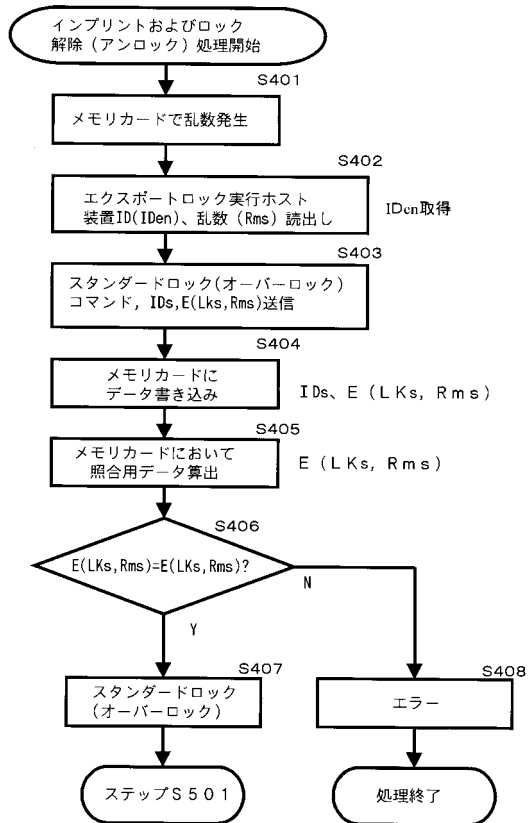 インプリントおよびロック
解除（アンロック）処理開始
S401
メモリカードで乱数発生
S402
エクスポートロック実行ホスト
装置ID(IDen)、乱数（Rms）読出し
IDen取得
S403
スタンダードロック(オーバーロック)
コマンド，IDs,E(Lks,Rms)送信
S404
メモリカードに
データ書き込み
IDs、E（LKs，Rms）
S405
メモリカードにおいて
照合用データ算出
E（LKs，Rms）
S406
E(LKs,Rms)=E(LKs,Rms)?
N
Y
S407
スタンダードロック
(オーバーロック)
S408
エラー
ステップS501
処理終了